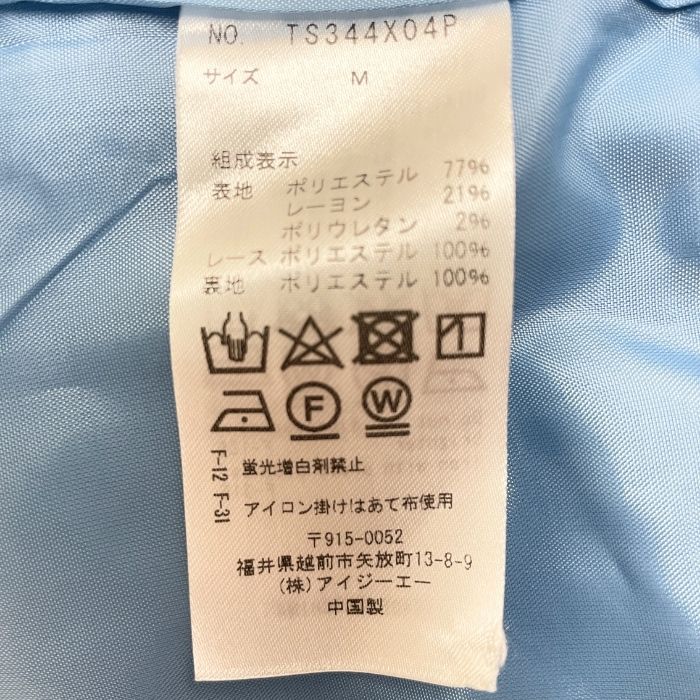 NO. TS344X04P
サイズ M
組成表示
表地 ポリエステル 77%
レーヨン 21%
ポリウレタン 2%
レース ポリエステル 100%
裏地 ポリエステル 100%
F W
F-12 蛍光増白剤禁止
F-31 アイロン掛けはあて布使用
〒915-0052
福井県越前市矢放町13-8-9
(株)アイジーエー
中国製